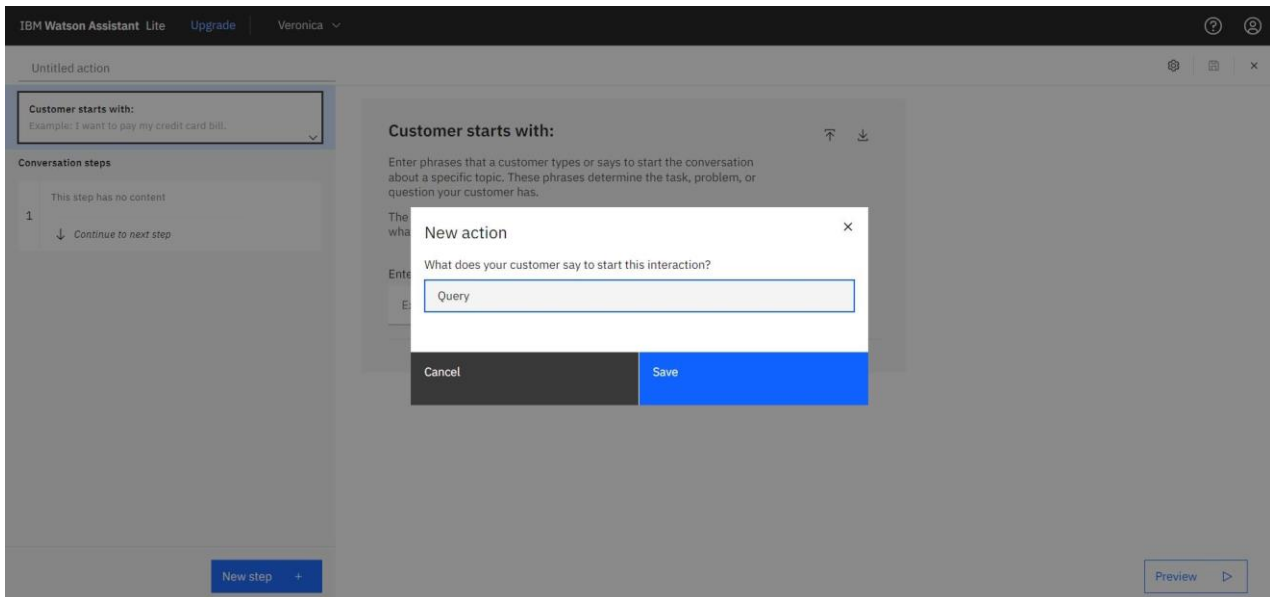 IBM Watson Assistant Lite Upgrade Veronica
Untitled action
Customer starts with:
Example: I want to pay my credit card bill.
Conversation steps
This step has no content
1
Continue to next step
New step +
Customer starts with:
Enter phrases that a customer types or says to start the conversation
about a specific topic. These phrases determine the task, problem, or
question your customer has.
The
wha
Ente
New action
What does your customer say to start this interaction?
Query
Cancel
Save
Preview